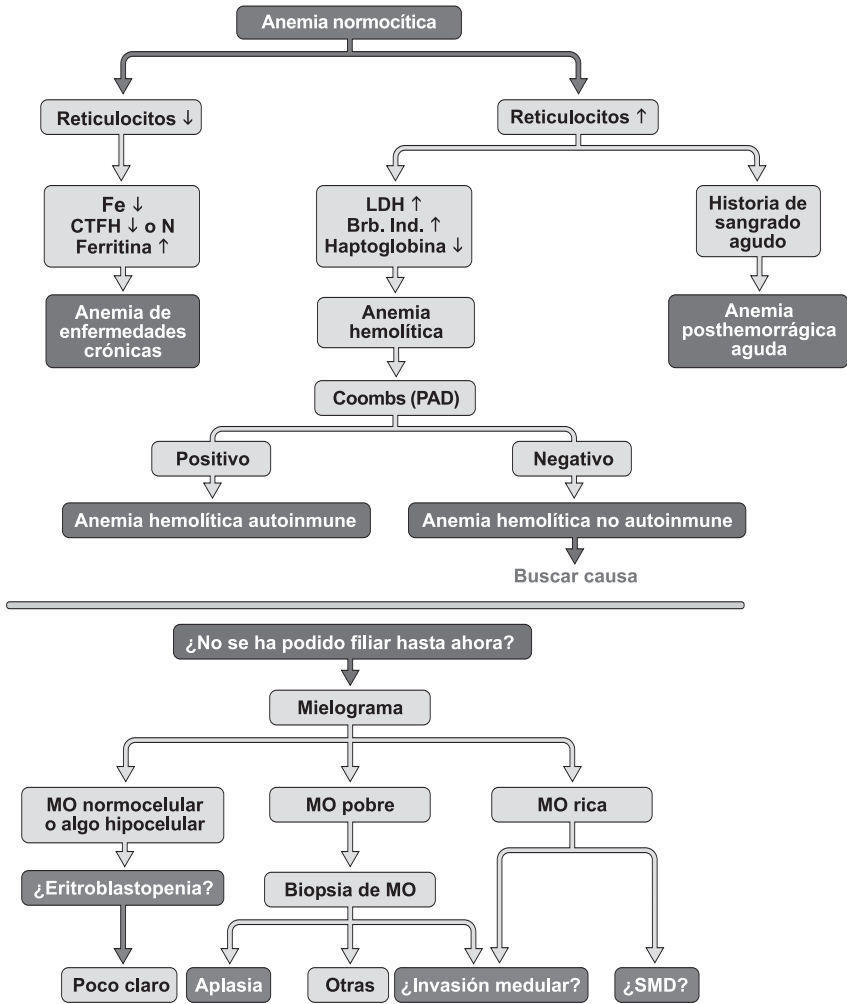 Anemia normocítica
Reticulocitos ↓
Reticulocitos ↑
Fe ↓
CTFH ↓ o N
Ferritina ↑
LDH ↑
Brb. Ind. ↑
Haptoglobina ↓
Historia de
sangrado
agudo
Anemia de
enfermedades
crónicas
Anemia
hemolítica
Anemia
posthemorrágica
aguda
Coombs (PAD)
Positivo
Negativo
Anemia hemolítica autoinmune
Anemia hemolítica no autoinmune
Buscar causa
¿No se ha podido filiar hasta ahora?
Mielograma
MO normocelular
o algo hipocelular
MO pobre
MO rica
¿Eritroblastopenia?
Biopsia de MO
Poco claro
Aplasia
Otras
¿Invasión medular?
¿SMD?